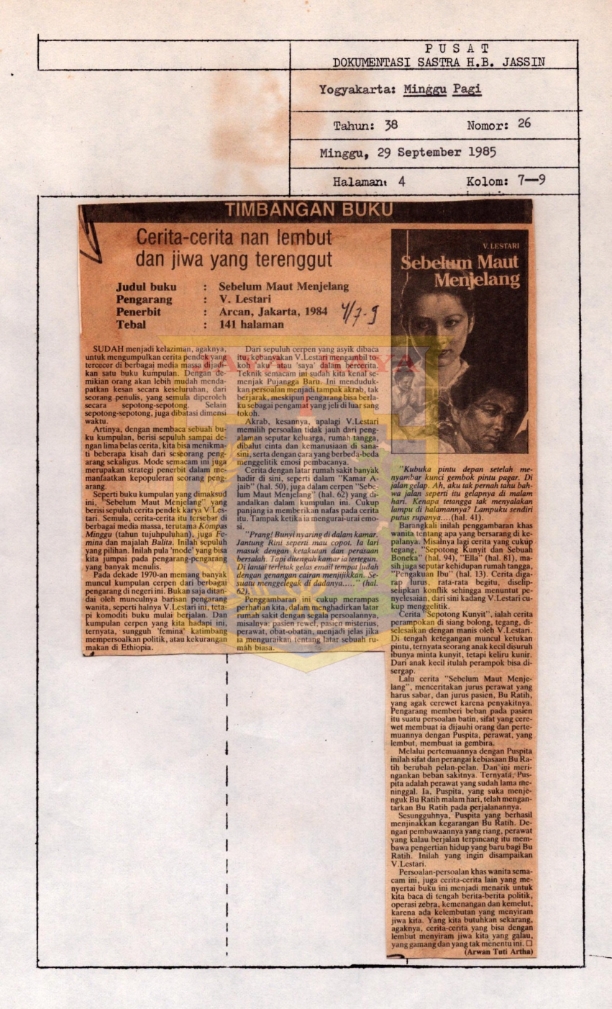 P U S A T
DOKUMENTASI SASTRA H.B. JASSIN
Yogyakarta: Minggu Pagi
Tahun: 38 Nomor: 26
Minggu, 29 September 1985
Halaman: 4 Kolom: 7—9
TIMBANGAN BUKU
Cerita-cerita nan lembut
dan jiwa yang terenggut
Judul buku : Sebelum Maut Menjelang
Pengarang : V. Lestari
Penerbit : Arcan, Jakarta, 1984
Tebal : 141 halaman
4/7-9
V. LESTARI
Sebelum Maut
Menjelang
JAYA RAYA
SUDAH menjadi kelaziman, agaknya,
untuk mengumpulkan cerita pendek yang
tercecer di berbagai media massa dijadi-
kan satu buku kumpulan. Dengan de-
mikian orang akan lebih mudah menda-
patkan kesan secara keseluruhan, dari
seorang penulis, yang semula diperoleh
secara sepotong-sepotong. Selain
sepotong-sepotong, juga dibatasi dimensi
waktu.
Artinya, dengan membaca sebuah bu-
ku kumpulan, berisi sepuluh sampai de-
ngan lima belas cerita, kita bisa menikma-
ti beberapa kisah dari seorang peng-
arang sekaligus. Mode semacam ini juga
merupakan strategi penerbit dalam me-
manfaatkan kepopuleran seorang peng-
arang.
Seperti buku kumpulan yang dimaksud
ini, "Sebelum Maut Menjelang" yang
berisi sepuluh cerita pendek karya V.Les-
tari. Semula, cerita-cerita itu tersebar di
berbagai media massa, terutama Kompas
Minggu (tahun tujuhpuluhan), juga Fe-
mina dan majalah Balita. Inilah sepuluh
yang pilihan. Inilah pula 'mode' yang bisa
kita jumpai pada pengarang-pengarang
yang banyak menulis.
Pada dekade 1970-an memang banyak
muncul kumpulan cerpen dari berbagai
pengarang di negeri ini. Bukan saja ditan-
dai oleh munculnya barisan pengarang
wanita, seperti halnya V.Lestari ini, teta-
pi komoditi buku mulai berjalan. Dari
kumpulan cerpen yang kita hadapi ini,
ternyata, sungguh 'femina' katimbang
mempersoalkan politik, atau kekurangan
makan di Ethiopia.
Dari sepuluh cerpen yang asyik dibaca
itu, kebanyakan V.Lestari mengambil to-
koh 'aku' atau 'saya' dalam bercerita.
Teknik semacam ini sudah kita kenal se-
menjak Pujangga Baru. Ini menduduk-
kan persoalan menjadi tampak akrab, tak
berjarak, meskipun pengarang bisa berla-
ku sebagai pengamat yang jeli di luar sang
tokoh.
Akrab, kesannya, apalagi V.Lestari
memilih persoalan tidak jauh dari peng-
alaman seputar keluarga, rumah tangga,
dibalut cinta dan kemanusiaan di sana-
sini, serta dengan cara yang berbeda-beda
menggelitik emosi pembacanya.
Cerita dengan latar rumah sakit banyak
hadir di sini, seperti dalam "Kamar A-
jaib" (hal. 50), juga dalam cerpen "Sebe-
lum Maut Menjelang" (hal. 62) yang di-
andalkan dalam kumpulan ini. Cukup
panjang ia memberikan nafas pada cerita
itu. Tampak ketika mengurai-urai emo-
si.
"Prang! Bunyi nyaring di dalam kamar.
Jantung Rini seperti mau copot. Ia lari
masuk dengan ketakutan dan perasaan
bersalah. Tapi ditengah kamar ia tertegun.
Di lantai terletak gelas email tempat ludah
dengan genangan cairan menjijikkan. Se-
suatu menggelegak di dadanya......" (hal.
62).
Penggambaran ini cukup merampas
perhatian kita, dalam menghadirkan latar
rumah sakit dengan segala persoalannya,
misalnya: pasien rewel, pasien misterius,
perawat, obat-obatan, menjadi jelas jika
ia menguraikan tentang latar sebuah ru-
mah biasa.
Kubuka pintu depan setelah me-
nyambar kunci gembok pintu pagar. Di
jalan gelap. Ah, aku tak pernah tahu bah-
wa jalan seperti itu gelapnya di malam
hari. Kenapa tetangga tak menyalakan
lampu di halamannya? Lampuku sendiri
putus rupanya.... (hal. 41).
Barangkali inilah penggambaran khas
wanita tentang apa yang bersarang di ke-
palanya. Misalnya lagi cerita yang cukup
tegang, "Sepotong Kunyit dan Sebuah
Boneka" (hal. 94), "Ella" (hal. 81), ma-
sih juga seputar kehidupan rumah tangga,
"Pengakuan Ibu" (hal. 13). Cerita diga-
rap lurus, rata-rata begitu, diselip-
selipkan konflik sehingga menuntut pe-
nyelesaian, dari sini kadang V.Lestari cu-
kup menggelitik.
Cerita "Sepotong Kunyit", ialah cerita
perampokan di siang bolong, tegang, di-
selesaikan dengan manis oleh V.Lestari.
Di tengah ketegangan muncul ketukan
pintu, ternyata seorang anak kecil disuruh
ibunya minta kunyit, tetapi keliru kunir.
Dari anak kecil itulah perampok bisa di-
sergap.
Lalu cerita "Sebelum Maut Menje-
lang", menceritakan jurus perawat yang
harus sabar, dan jurus pasien, Bu Ratih,
yang agak cerewet karena penyakitnya.
Pengarang memberi beban pada pasien
itu suatu persoalan batin, sifat yang cere-
wet membuat ia dijauhi orang dan perte-
muannya dengan Puspita, perawat, yang
lembut, membuat ia gembira.
Melalui pertemuannya dengan Puspita
inilah sifat dan perangai kebiasaan Bu Ra-
tih berubah pelan-pelan. Dan ini meri-
ngankan beban sakitnya. Ternyata, Pus-
pita adalah perawat yang sudah lama me-
ninggal. Ia, Puspita, yang suka menje-
nguk Bu Ratih malam hari, telah mengan-
tarkan Bu Ratih pada perjalanannya.
Sesungguhnya, Puspita yang berhasil
menjinakkan kegarangan Bu Ratih. De-
ngan pembawaannya yang riang, perawat
yang kalau berjalan terpincang itu mem-
bawa pengertian hidup yang baru bagi Bu
Ratih. Inilah yang ingin disampaikan
V.Lestari.
Persoalan-persoalan khas wanita sema-
cam ini, juga cerita-cerita lain yang me-
nyertai buku ini menjadi menarik untuk
kita baca di tengah berita-berita politik,
operasi zebra, kemenangan dan kemelut,
karena ada kelembutan yang menyiram
jiwa kita. Yang kita butuhkan sekarang,
agaknya, cerita-cerita yang bisa dengan
lembut menyiram jiwa kita yang galau,
yang gamang dan yang tak menentu ini. □
(Arwan Tuti Artha)